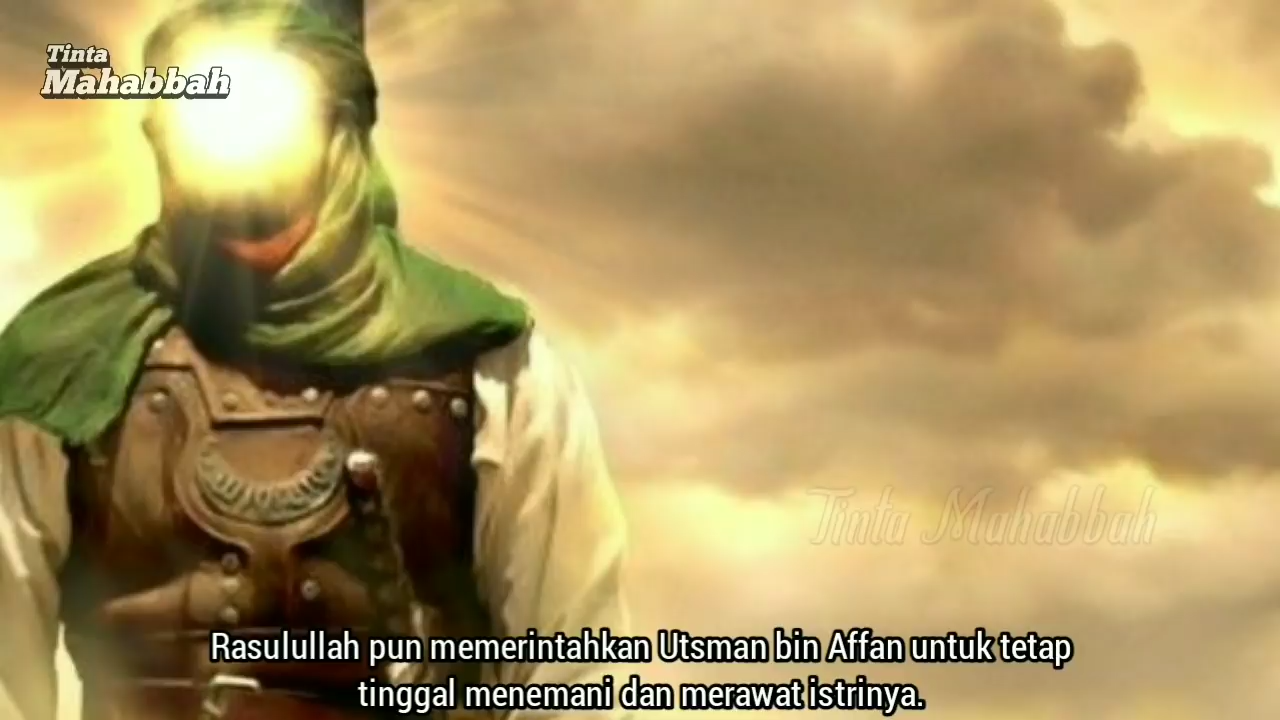 Tinta
Mahabbah
Tinta Mahabbah
Rasulullah pun memerintahkan Utsman bin Affan untuk tetap
tinggal menemani dan merawat istrinya.